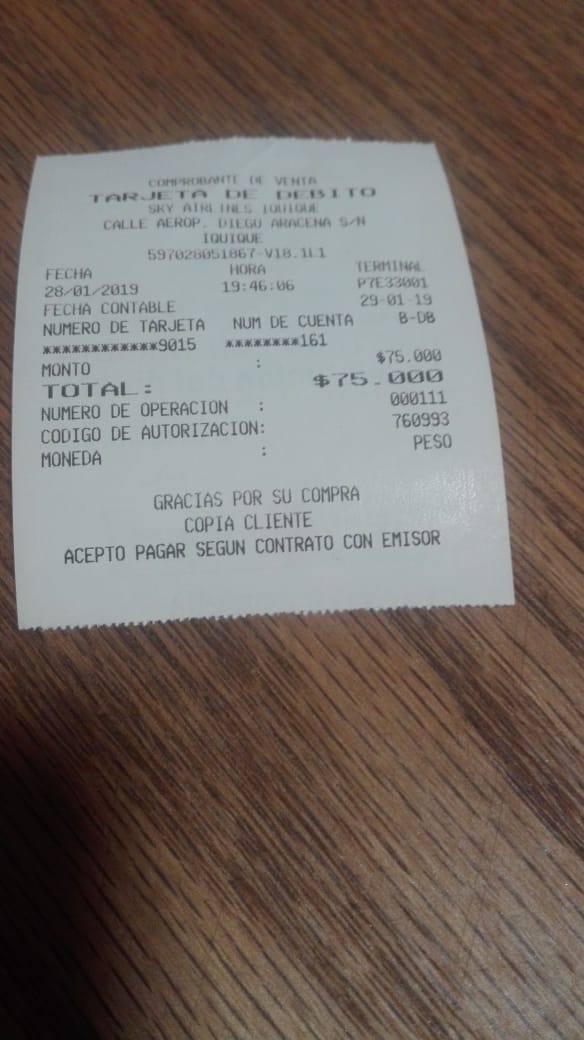 COMPROBANTE DE VENTA
TARJETA DE DEBITO
SKY AIRLINES IQUIQUE
CALLE AEROP. DIEGO ARACENA S/N
IQUIQUE
597028051867-V18.1L1
FECHA HORA TERMINAL
28/01/2019 19:46:06 P7E33001
FECHA CONTABLE 29-01-19
NUMERO DE TARJETA NUM DE CUENTA B-DB
************9015 ********161
MONTO : $75.000
TOTAL: $75.000
NUMERO DE OPERACION : 000111
CODIGO DE AUTORIZACION: 760993
MONEDA : PESO
GRACIAS POR SU COMPRA
COPIA CLIENTE
ACEPTO PAGAR SEGUN CONTRATO CON EMISOR